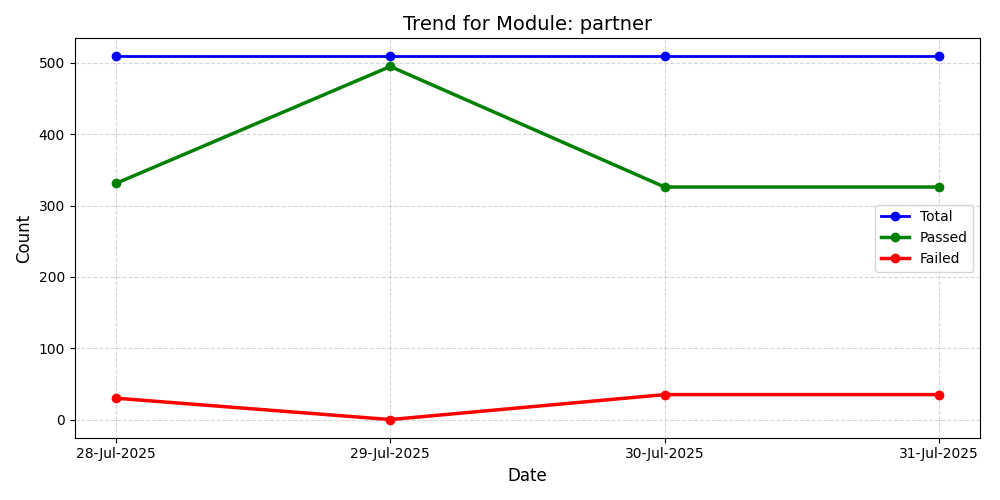 Trend for Module: partner
Count
500
400
300
200
100
0
Total
Passed
Failed
28-Jul-2025
29-Jul-2025
30-Jul-2025
31-Jul-2025
Date